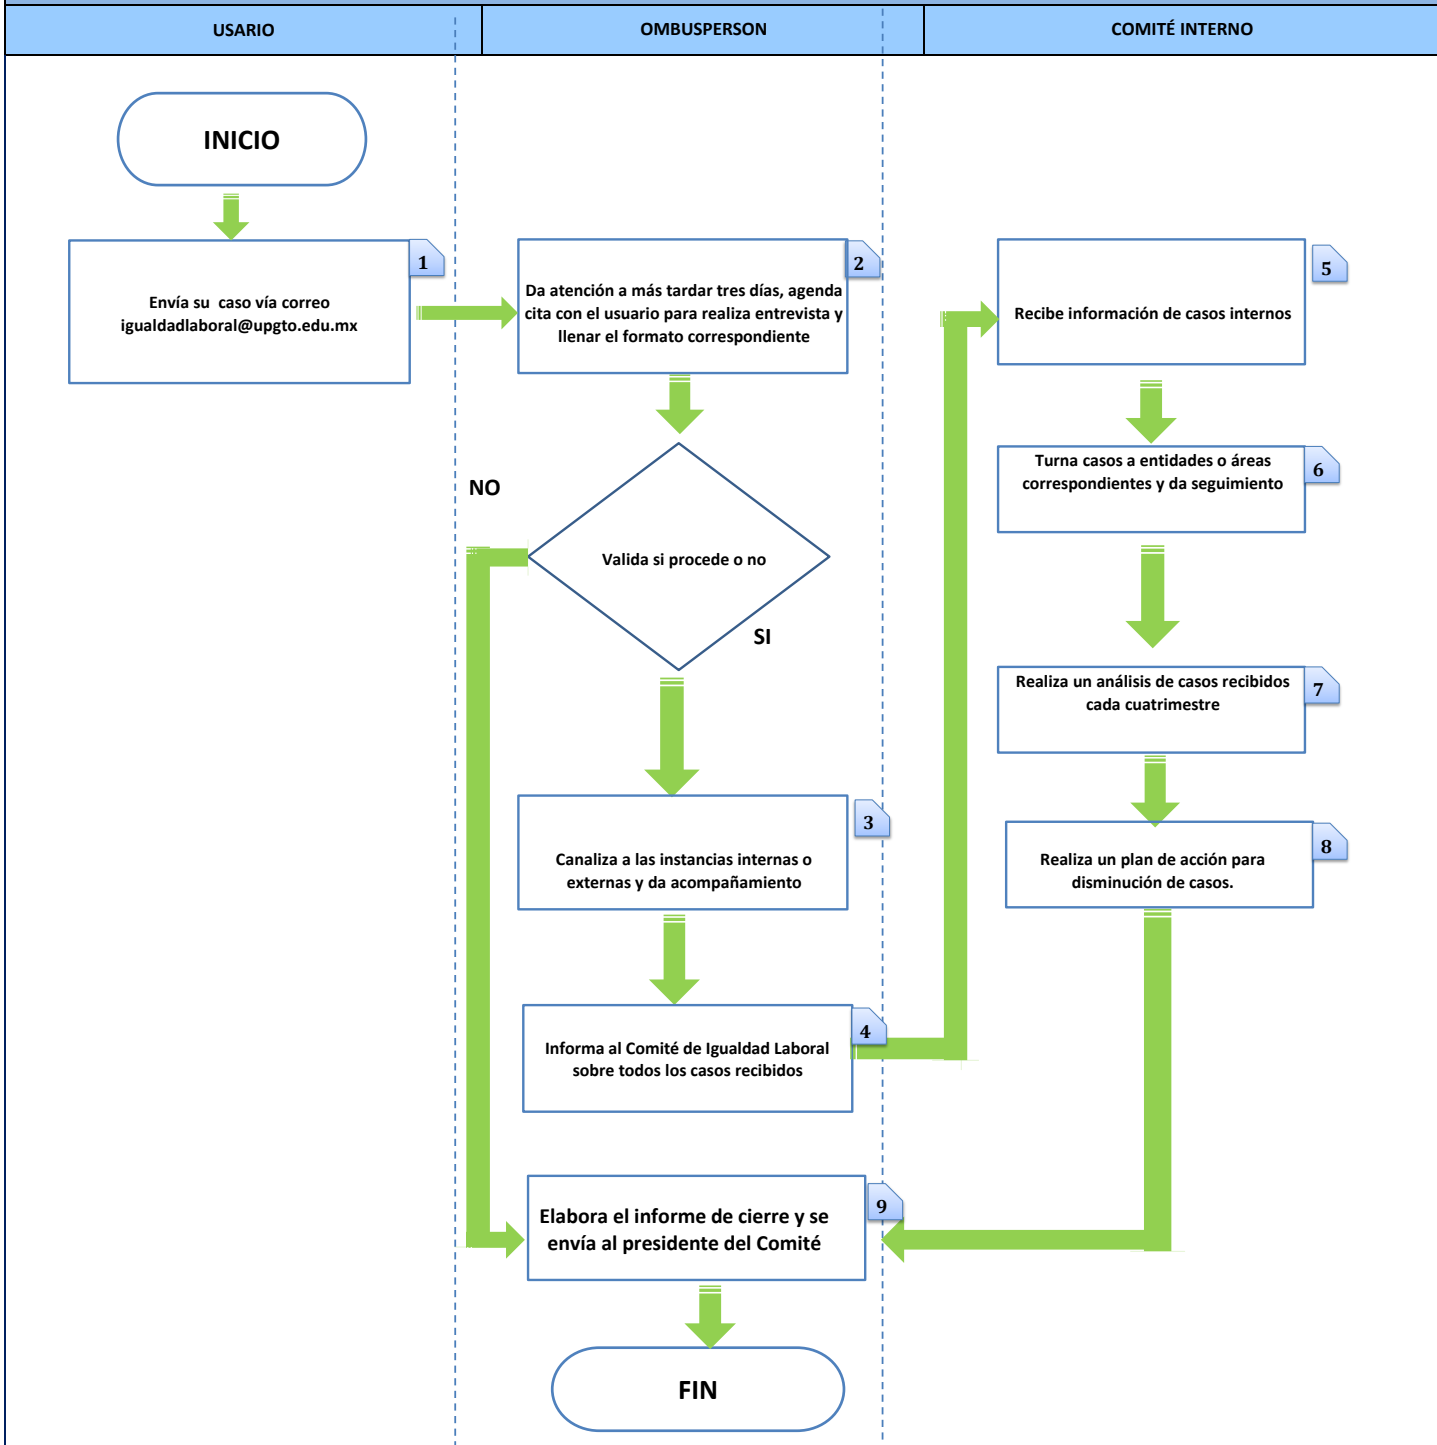 USARIO
OMBUSPERSON
COMITÉ INTERNO
INICIO
1
Envía su caso vía correo
igualdadlaboral@upgto.edu.mx
2
Da atención a más tardar tres días, agenda
cita con el usuario para realiza entrevista y
llenar el formato correspondiente
NO
Valida si procede o no
SI
3
Canaliza a las instancias internas o
externas y da acompañamiento
4
Informa al Comité de Igualdad Laboral
sobre todos los casos recibidos
5
Recibe información de casos internos
6
Turna casos a entidades o áreas
correspondientes y da seguimiento
7
Realiza un análisis de casos recibidos
cada cuatrimestre
8
Realiza un plan de acción para
disminución de casos.
9
Elabora el informe de cierre y se
envía al presidente del Comité
FIN